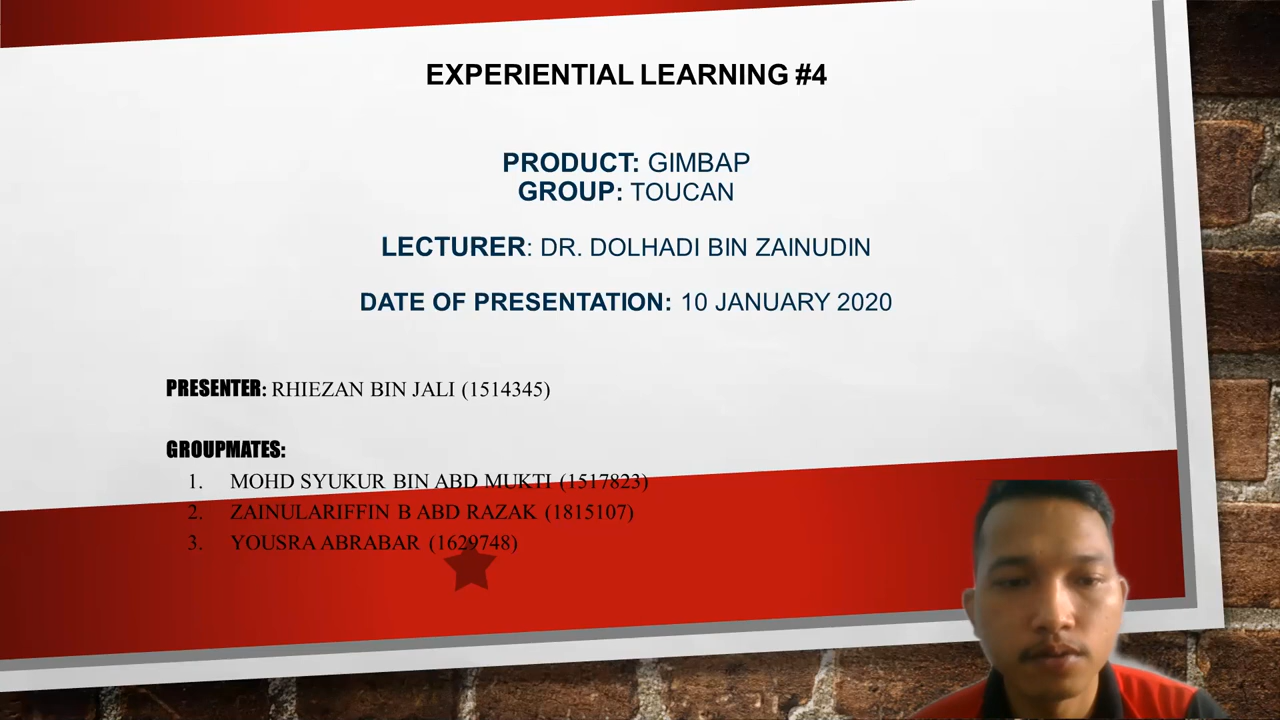 EXPERIENTIAL LEARNING #4
PRODUCT: GIMBAP
GROUP: TOUCAN
LECTURER: DR. DOLHADI BIN ZAINUDIN
DATE OF PRESENTATION: 10 JANUARY 2020
PRESENTER: RHIEZAN BIN JALI (1514345)
GROUPMATES:
1. MOHD SYUKUR BIN ABD MUKTI (1517823)
2. ZAINULARIFFIN B ABD RAZAK (1815107)
3. YOUSRA ABRABAR (1629748)